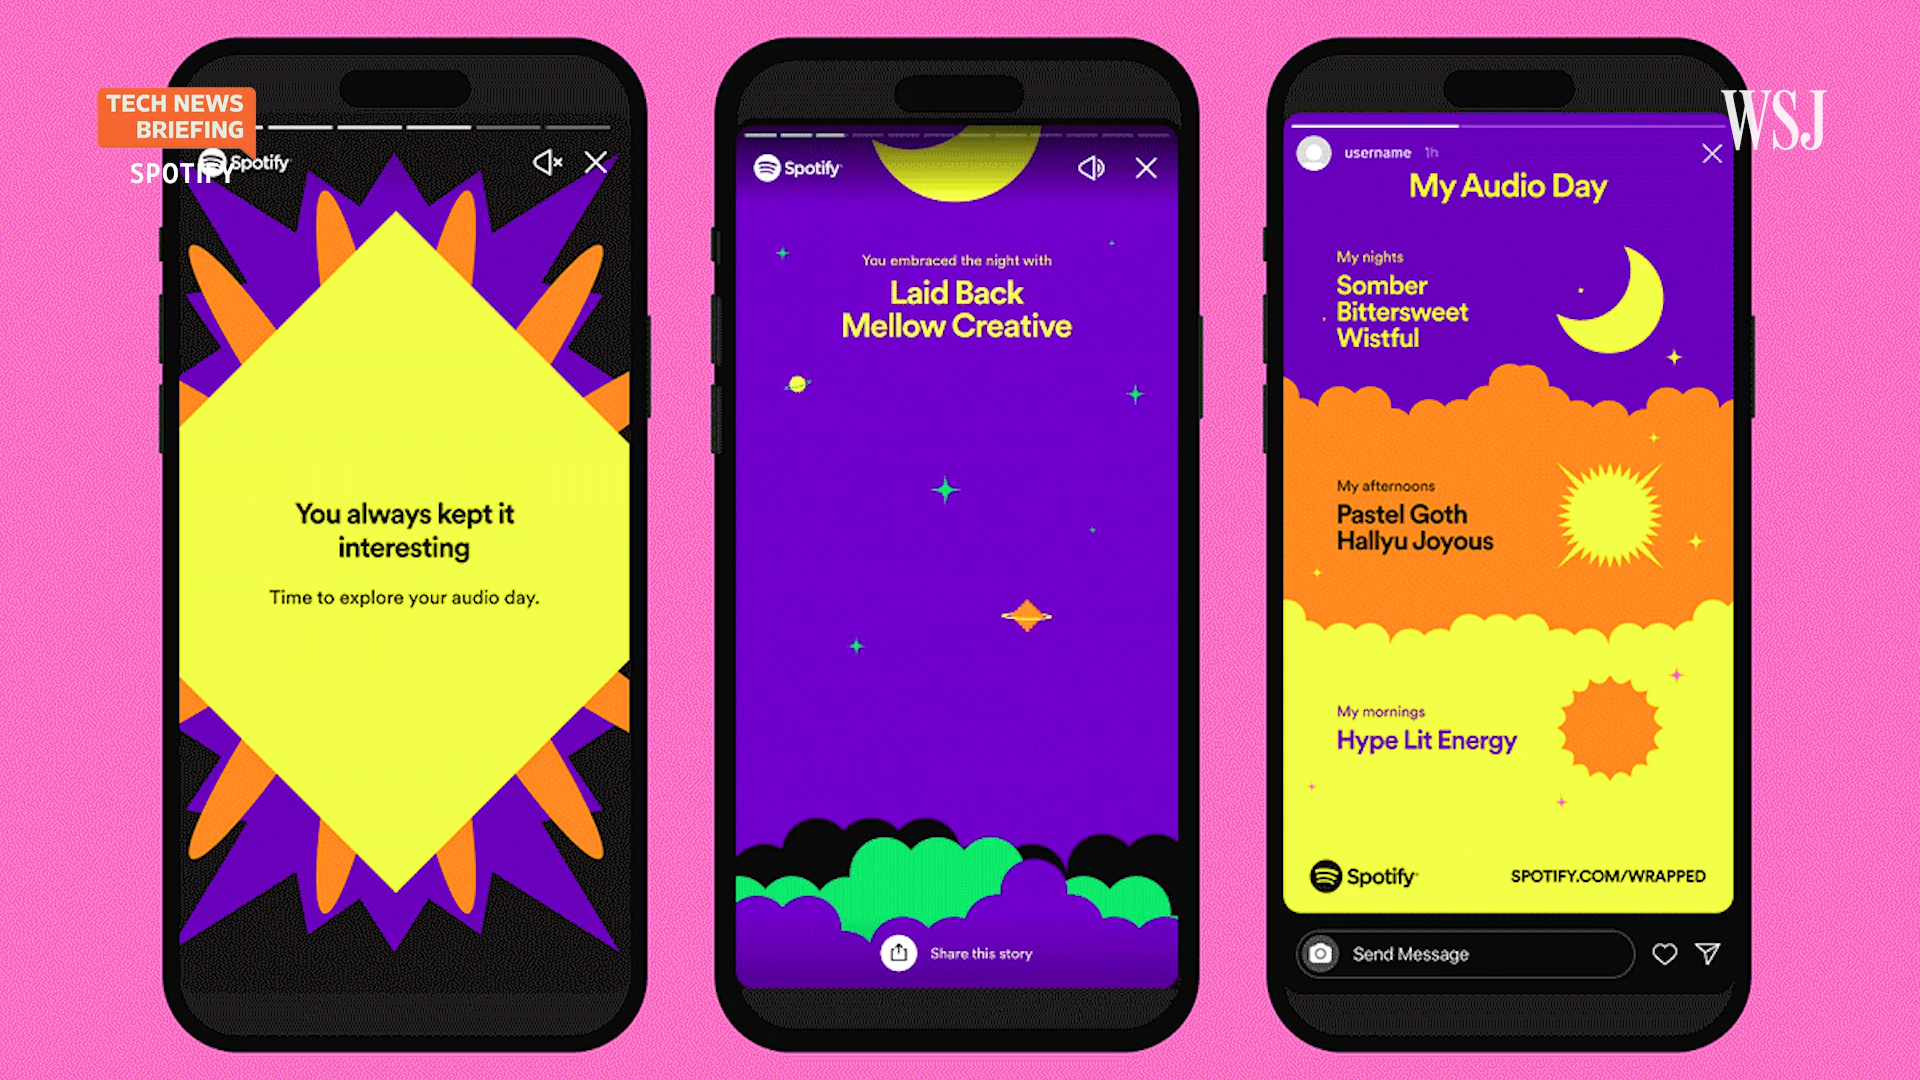 TECH NEWS
BRIEFING
SPOTIFY
WSJ
Spotify
You always kept it
interesting
Time to explore your audio day.
Spotify
You embraced the night with
Laid Back
Mellow Creative
Share this story
username 1h
My Audio Day
My nights
Somber
Bittersweet
Wistful
My afternoons
Pastel Goth
Hallyu Joyous
My mornings
Hype Lit Energy
Spotify
SPOTIFY.COM/WRAPPED
Send Message